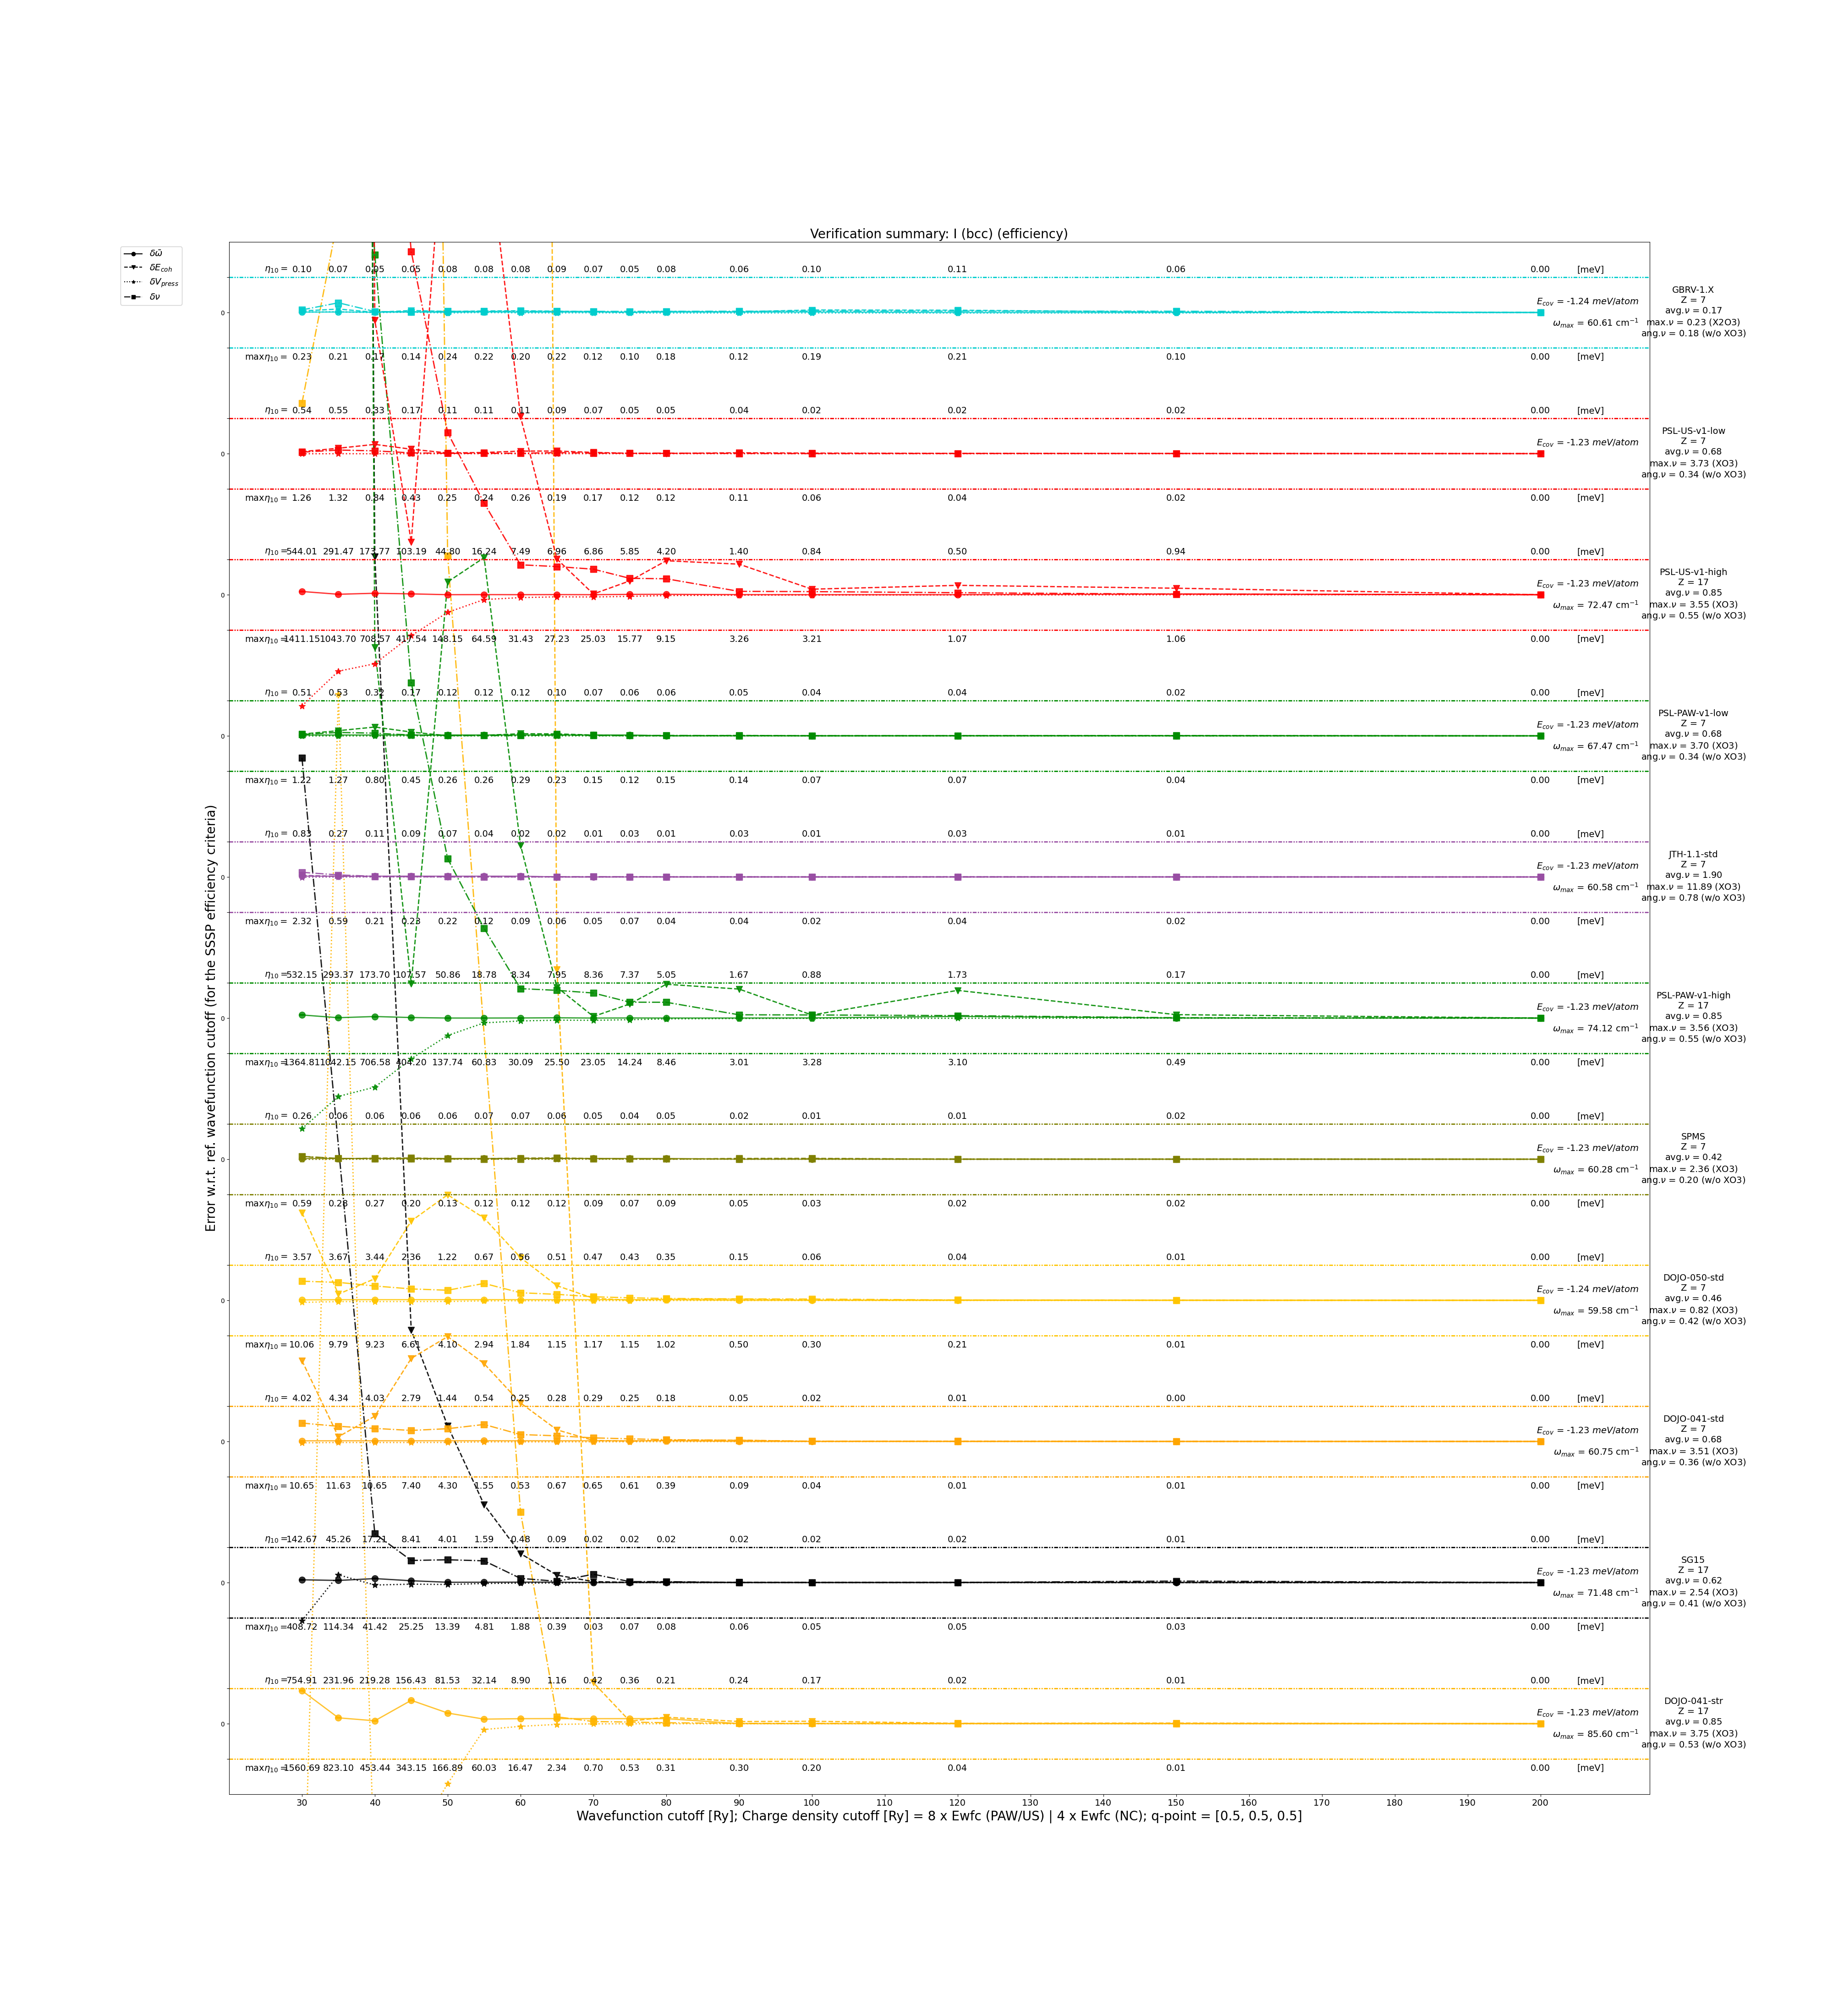 Verification summary: I (bcc) (efficiency)
δω̄
δE_coh
δV_press
δν
Error w.r.t. ref. wavefunction cutoff (for the SSSP efficiency criteria)
η10 = 0.10 0.07 0.05 0.05 0.08 0.08 0.08 0.09 0.07 0.05 0.08 0.06 0.10 0.11 0.06 0.00 [meV]
0
E_cov = -1.24 meV/atom
ω_max = 60.61 cm⁻¹
GBRV-1.X
Z = 7
avg.ν = 0.17
max.ν = 0.23 (X2O3)
ang.ν = 0.18 (w/o XO3)
maxη10 = 0.23 0.21 0.17 0.14 0.24 0.22 0.20 0.22 0.12 0.10 0.18 0.12 0.19 0.21 0.10 0.00 [meV]
η10 = 0.54 0.55 0.33 0.17 0.11 0.11 0.11 0.09 0.07 0.05 0.05 0.04 0.02 0.02 0.02 0.00 [meV]
0
E_cov = -1.23 meV/atom
PSL-US-v1-low
Z = 7
avg.ν = 0.68
max.ν = 3.73 (XO3)
ang.ν = 0.34 (w/o XO3)
maxη10 = 1.26 1.32 0.84 0.43 0.25 0.24 0.26 0.19 0.17 0.12 0.12 0.11 0.06 0.04 0.02 0.00 [meV]
η10 = 544.01 291.47 173.77 103.19 44.80 16.24 7.49 6.96 6.86 5.85 4.20 1.40 0.84 0.50 0.94 0.00 [meV]
0
E_cov = -1.23 meV/atom
ω_max = 72.47 cm⁻¹
PSL-US-v1-high
Z = 17
avg.ν = 0.85
max.ν = 3.55 (XO3)
ang.ν = 0.55 (w/o XO3)
maxη10 = 1411.15 1043.70 708.57 417.54 148.15 64.59 31.43 27.23 25.03 15.77 9.15 3.26 3.21 1.07 1.06 0.00 [meV]
η10 = 0.51 0.53 0.32 0.17 0.12 0.12 0.12 0.10 0.07 0.06 0.06 0.05 0.04 0.04 0.02 0.00 [meV]
0
E_cov = -1.23 meV/atom
ω_max = 67.47 cm⁻¹
PSL-PAW-v1-low
Z = 7
avg.ν = 0.68
max.ν = 3.70 (XO3)
ang.ν = 0.34 (w/o XO3)
maxη10 = 1.22 1.27 0.80 0.45 0.26 0.26 0.29 0.23 0.15 0.12 0.15 0.14 0.07 0.07 0.04 0.00 [meV]
η10 = 0.83 0.27 0.11 0.09 0.07 0.04 0.02 0.02 0.01 0.03 0.01 0.03 0.01 0.03 0.01 0.00 [meV]
0
E_cov = -1.23 meV/atom
ω_max = 60.58 cm⁻¹
JTH-1.1-std
Z = 7
avg.ν = 1.90
max.ν = 11.89 (XO3)
ang.ν = 0.78 (w/o XO3)
maxη10 = 2.32 0.59 0.21 0.23 0.22 0.12 0.09 0.06 0.05 0.07 0.04 0.04 0.02 0.04 0.02 0.00 [meV]
η10 = 532.15 293.37 173.70 107.57 50.86 18.78 8.34 7.95 8.36 7.37 5.05 1.67 0.88 1.73 0.17 0.00 [meV]
0
E_cov = -1.23 meV/atom
ω_max = 74.12 cm⁻¹
PSL-PAW-v1-high
Z = 17
avg.ν = 0.85
max.ν = 3.56 (XO3)
ang.ν = 0.55 (w/o XO3)
maxη10 = 1364.81 1042.15 706.58 404.20 137.74 60.83 30.09 25.50 23.05 14.24 8.46 3.01 3.28 3.10 0.49 0.00 [meV]
η10 = 0.26 0.06 0.06 0.06 0.06 0.07 0.07 0.06 0.05 0.04 0.05 0.02 0.01 0.01 0.02 0.00 [meV]
0
E_cov = -1.23 meV/atom
ω_max = 60.28 cm⁻¹
SPMS
Z = 7
avg.ν = 0.42
max.ν = 2.36 (XO3)
ang.ν = 0.20 (w/o XO3)
maxη10 = 0.59 0.28 0.27 0.20 0.13 0.12 0.12 0.12 0.09 0.07 0.09 0.05 0.03 0.02 0.02 0.00 [meV]
η10 = 3.57 3.67 3.44 2.36 1.22 0.67 0.56 0.51 0.47 0.43 0.35 0.15 0.06 0.04 0.01 0.00 [meV]
0
E_cov = -1.24 meV/atom
ω_max = 59.58 cm⁻¹
DOJO-050-std
Z = 7
avg.ν = 0.46
max.ν = 0.82 (XO3)
ang.ν = 0.42 (w/o XO3)
maxη10 = 10.06 9.79 9.23 6.61 4.10 2.94 1.84 1.15 1.17 1.15 1.02 0.50 0.30 0.21 0.01 0.00 [meV]
η10 = 4.02 4.34 4.03 2.79 1.44 0.54 0.25 0.28 0.29 0.25 0.18 0.05 0.02 0.01 0.00 0.00 [meV]
0
E_cov = -1.23 meV/atom
ω_max = 60.75 cm⁻¹
DOJO-041-std
Z = 7
avg.ν = 0.68
max.ν = 3.51 (XO3)
ang.ν = 0.36 (w/o XO3)
maxη10 = 10.65 11.63 10.65 7.40 4.30 1.55 0.53 0.67 0.65 0.61 0.39 0.09 0.04 0.01 0.01 0.00 [meV]
η10 = 142.67 45.26 17.21 8.41 4.01 1.59 0.48 0.09 0.02 0.02 0.02 0.02 0.02 0.02 0.01 0.00 [meV]
0
E_cov = -1.23 meV/atom
ω_max = 71.48 cm⁻¹
SG15
Z = 17
avg.ν = 0.62
max.ν = 2.54 (XO3)
ang.ν = 0.41 (w/o XO3)
maxη10 = 408.72 114.34 41.42 25.25 13.39 4.81 1.88 0.39 0.03 0.07 0.08 0.06 0.05 0.05 0.03 0.00 [meV]
η10 = 754.91 231.96 219.28 156.43 81.53 32.14 8.90 1.16 0.42 0.36 0.21 0.24 0.17 0.02 0.01 0.00 [meV]
0
E_cov = -1.23 meV/atom
ω_max = 85.60 cm⁻¹
DOJO-041-str
Z = 17
avg.ν = 0.85
max.ν = 3.75 (XO3)
ang.ν = 0.53 (w/o XO3)
maxη10 = 1560.69 823.10 453.44 343.15 166.89 60.03 16.47 2.34 0.70 0.53 0.31 0.30 0.20 0.04 0.01 0.00 [meV]
30 40 50 60 70 80 90 100 110 120 130 140 150 160 170 180 190 200
Wavefunction cutoff [Ry]; Charge density cutoff [Ry] = 8 x Ewfc (PAW/US) | 4 x Ewfc (NC); q-point = [0.5, 0.5, 0.5]